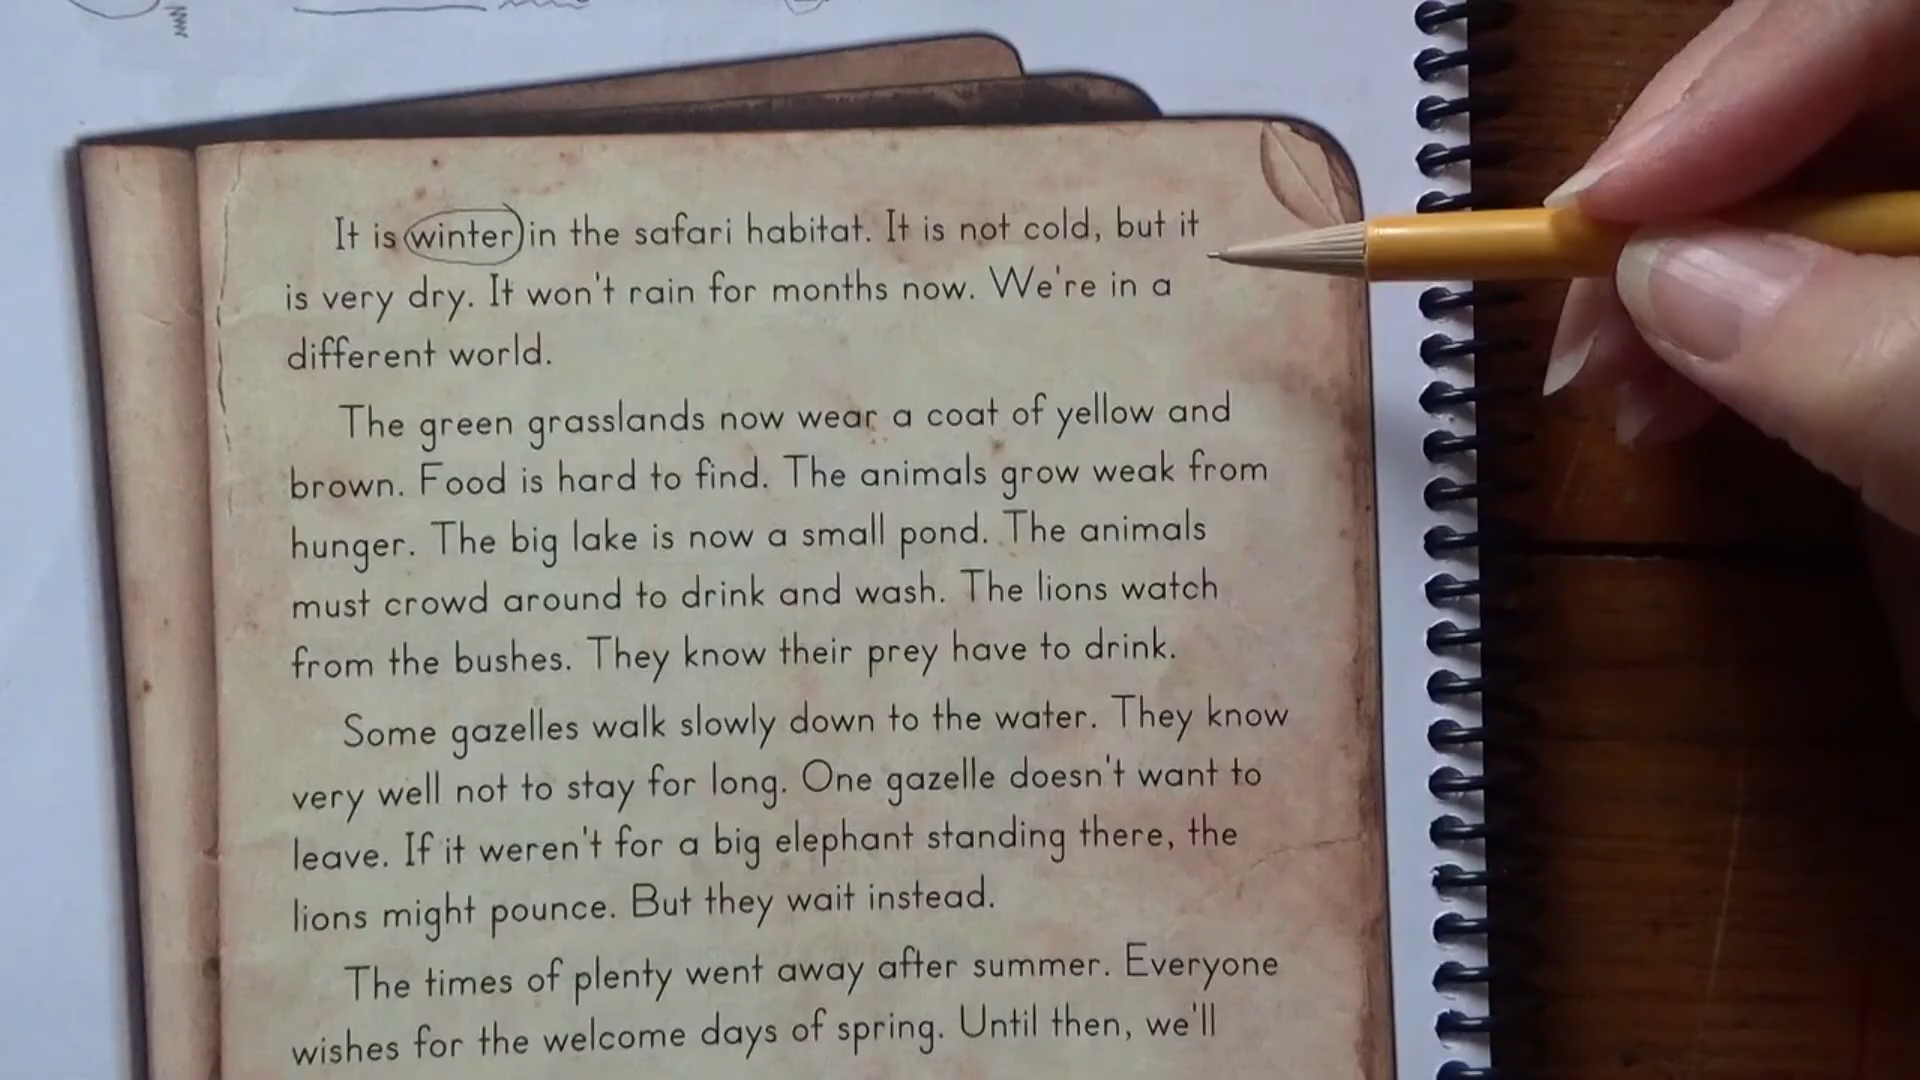 It is winter in the safari habitat. It is not cold, but it
is very dry. It won't rain for months now. We're in a
different world.
The green grasslands now wear a coat of yellow and
brown. Food is hard to find. The animals grow weak from
hunger. The big lake is now a small pond. The animals
must crowd around to drink and wash. The lions watch
from the bushes. They know their prey have to drink.
Some gazelles walk slowly down to the water. They know
very well not to stay for long. One gazelle doesn't want to
leave. If it weren't for a big elephant standing there, the
lions might pounce. But they wait instead.
The times of plenty went away after summer. Everyone
wishes for the welcome days of spring. Until then, we'll